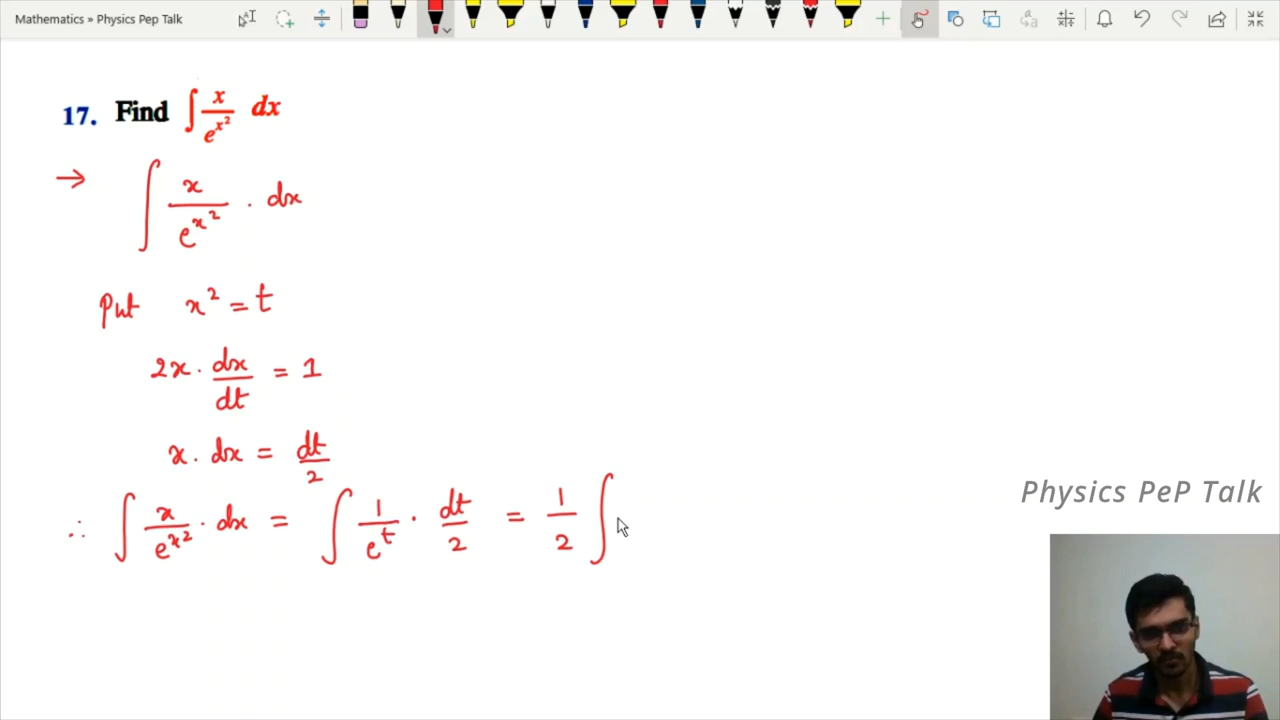 Mathematics » Physics Pep Talk
17. Find ∫ x/e^(x²) dx
→ ∫ x/e^(x²) · dx
Put x² = t
2x · dx/dt = 1
x · dx = dt/2
∴ ∫ x/e^(x²) · dx = ∫ 1/e^t · dt/2 = 1/2 ∫
Physics PeP Talk